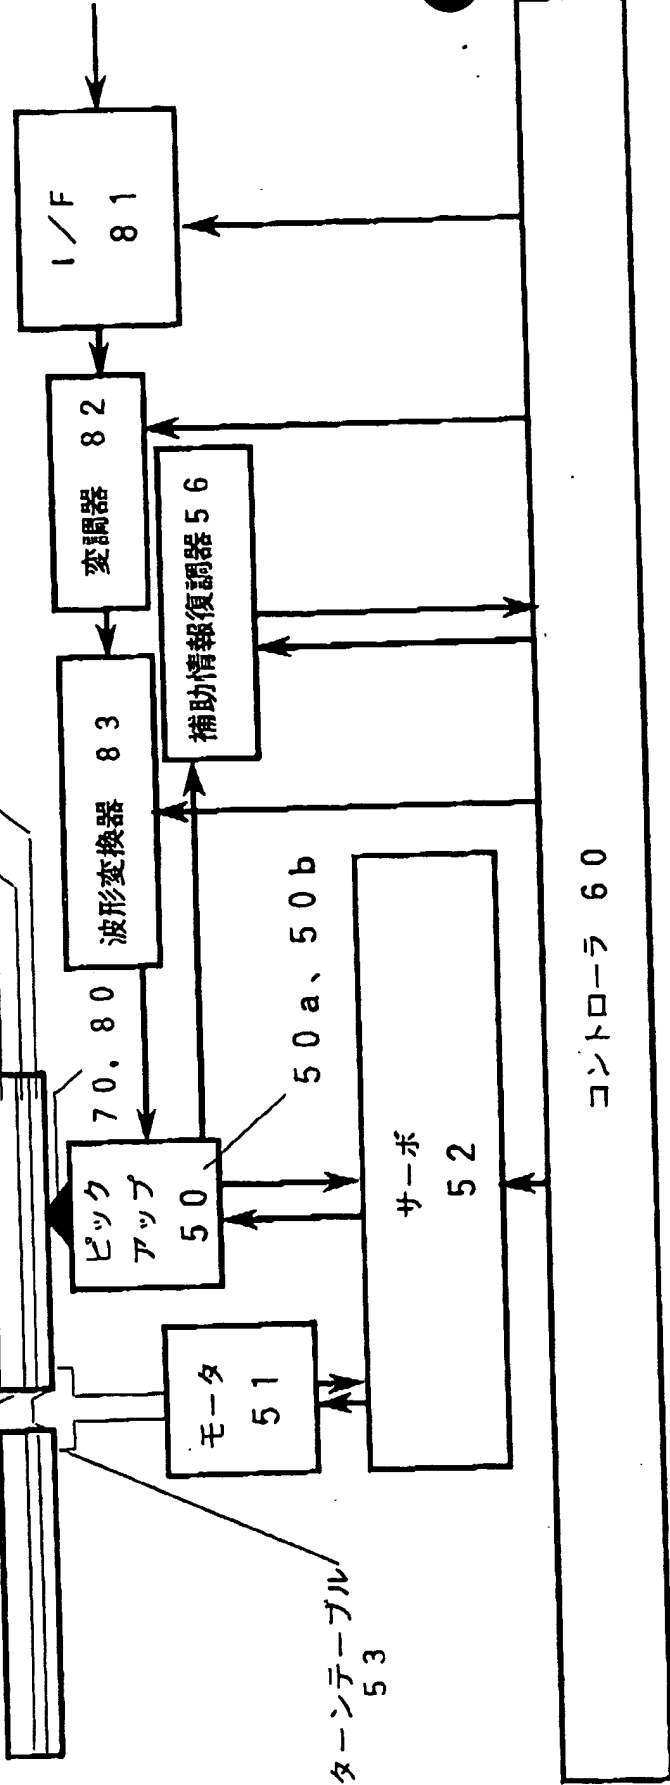 ターンテーブル
53
モータ
51
ピック
アップ
50
70，80
50a、50b
サーボ
52
波形変換器 83
補助情報復調器56
変調器 82
I／F
81
コントローラ 60